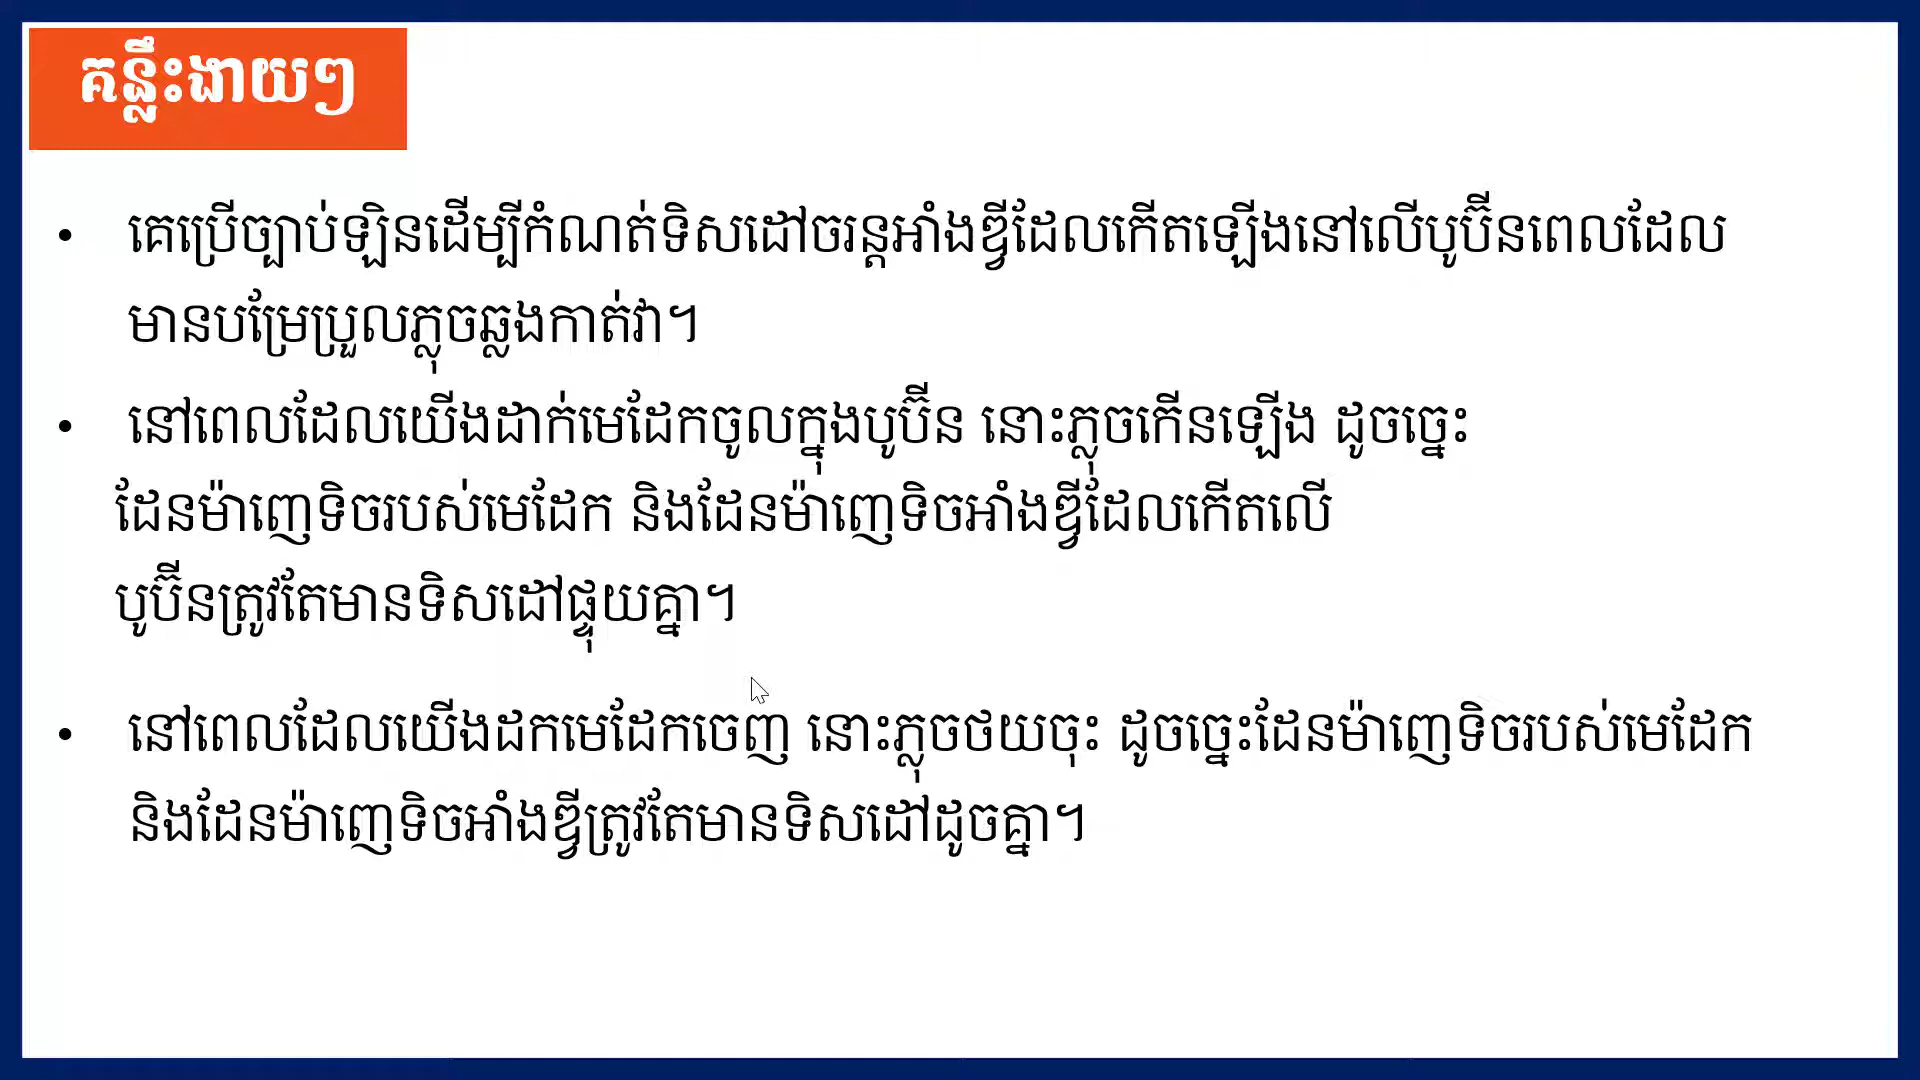 គន្លឹះងាយៗ
• គេប្រើច្បាប់ឡិនដើម្បីកំណត់ទិសដៅចរន្តអាំងឌ្វីដែលកើតឡើងនៅលើបូប៊ីនពេលដែល
មានបម្រែប្រួលភ្លុចឆ្លងកាត់វា។
• នៅពេលដែលយើងដាក់មេដែកចូលក្នុងបូប៊ីន នោះភ្លុចកើនឡើង ដូចច្នេះ
ដែនម៉ាញេទិចរបស់មេដែក និងដែនម៉ាញេទិចអាំងឌ្វីដែលកើតលើ
បូប៊ីនត្រូវតែមានទិសដៅផ្ទុយគ្នា។
• នៅពេលដែលយើងដកមេដែកចេញ នោះភ្លុចថយចុះ ដូចច្នេះដែនម៉ាញេទិចរបស់មេដែក
និងដែនម៉ាញេទិចអាំងឌ្វីត្រូវតែមានទិសដៅដូចគ្នា។